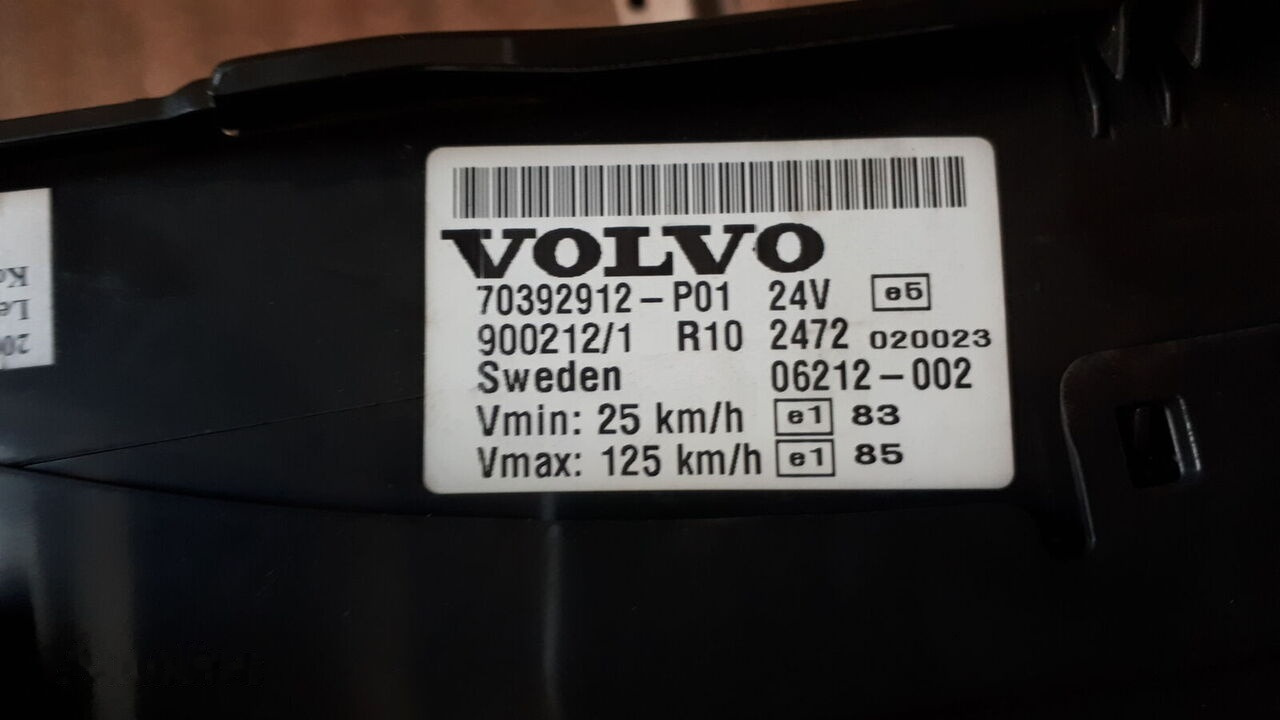 VOLVO
70392912-P01 24V e5
900212/1 R10 2472 020023
Sweden 06212-002
Vmin: 25 km/h e1 83
Vmax: 125 km/h e1 85